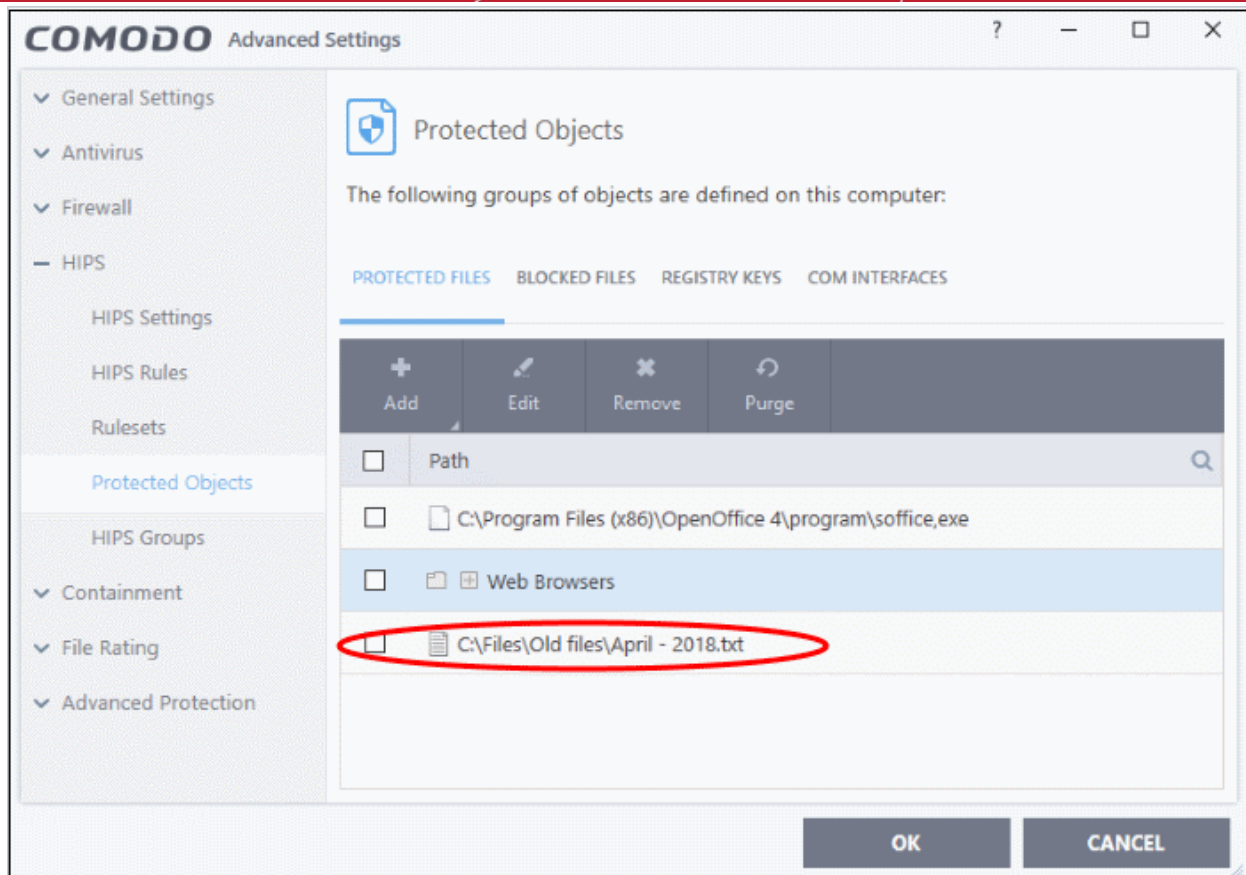 COMODO Advanced Settings
?
General Settings
Antivirus
Firewall
HIPS
HIPS Settings
HIPS Rules
Rulesets
Protected Objects
HIPS Groups
Containment
File Rating
Advanced Protection
Protected Objects
The following groups of objects are defined on this computer:
PROTECTED FILES BLOCKED FILES REGISTRY KEYS COM INTERFACES
Add Edit Remove Purge
Path
C:\Program Files (x86)\OpenOffice 4\program\soffice,exe
Web Browsers
C:\Files\Old files\April - 2018.txt
OK CANCEL